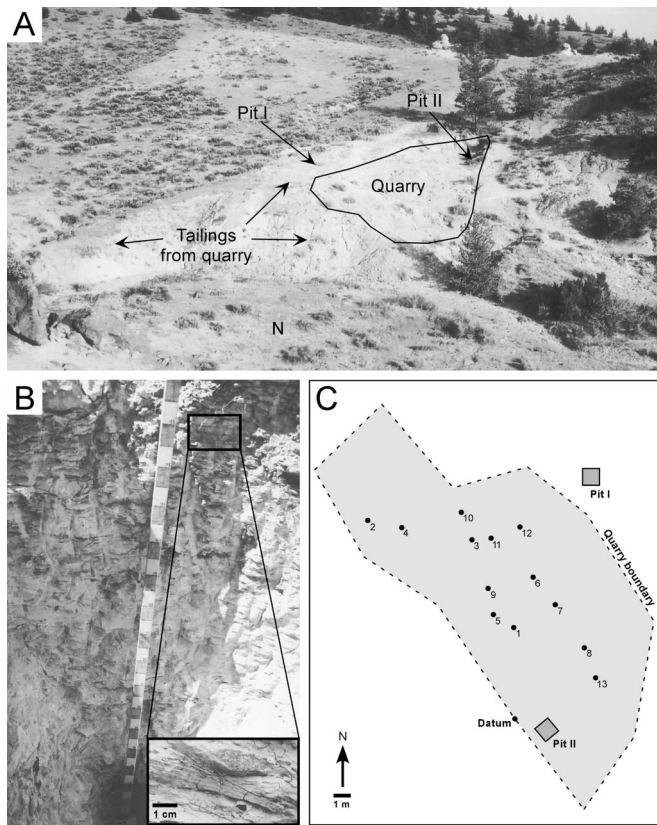 A
Pit I
Pit II
Quarry
Tailings
from quarry
N
B
1 cm
C
Pit I
Quarry boundary
10
2
4
3
11
12
6
9
7
5
1
8
13
Datum
Pit II
N
1 m